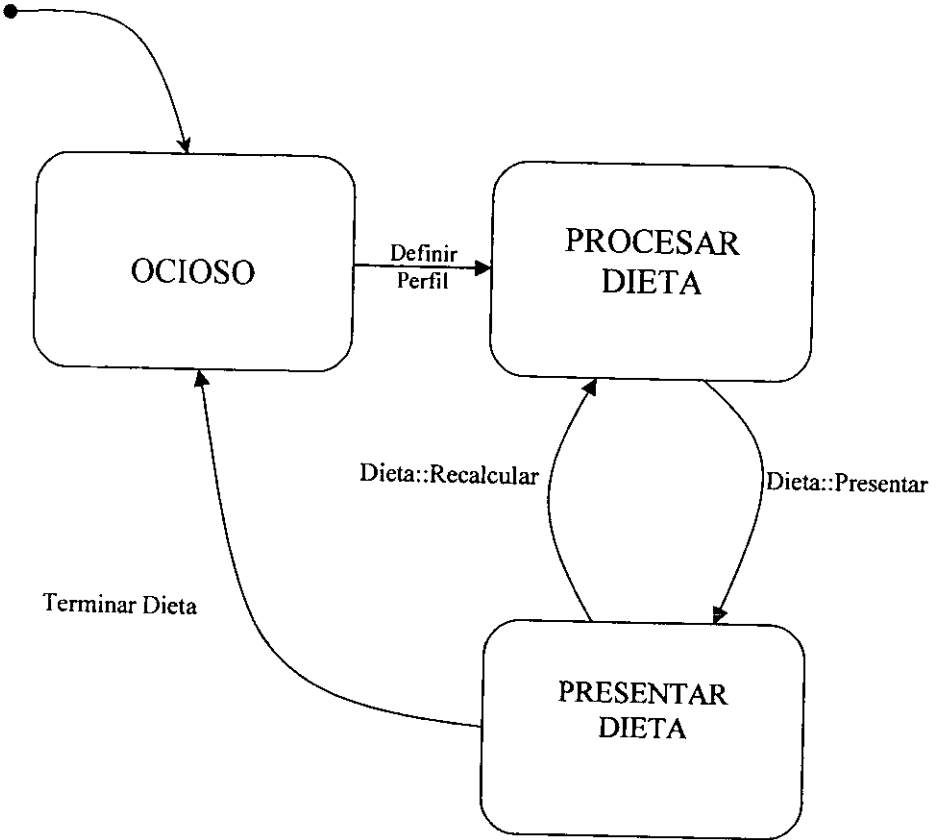 OCIOSO
Definir
Perfil
PROCESAR
DIETA
Dieta::Recalcular
Dieta::Presentar
Terminar Dieta
PRESENTAR
DIETA